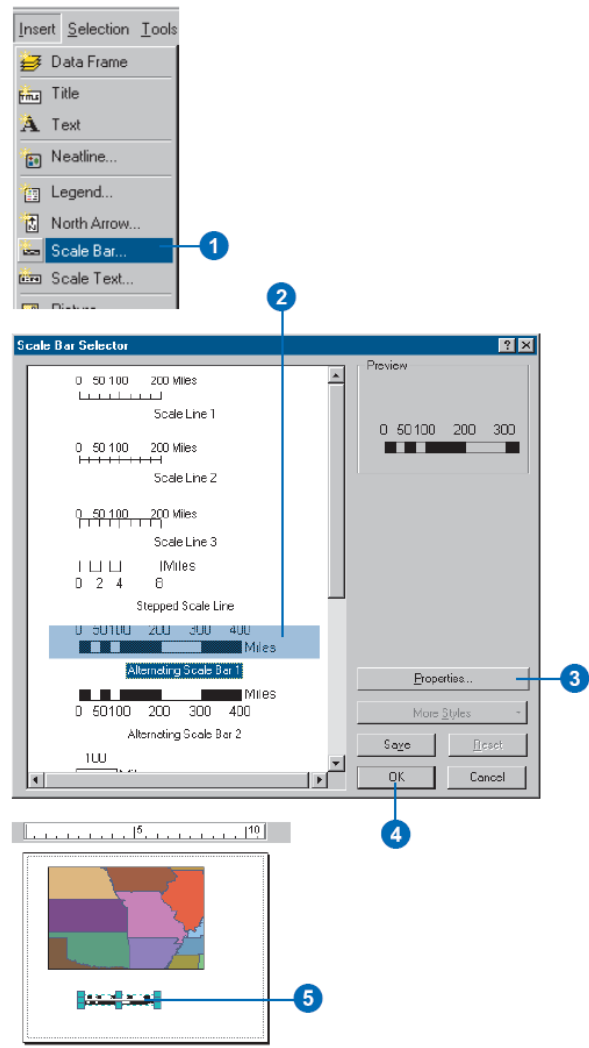 Insert Selection Tools
Data Frame
Title
Text
Neatline...
Legend...
North Arrow...
Scale Bar...
Scale Text...
Picture
1
2
Scale Bar Selector
0 50 100 200 Miles
Scale Line 1
0 50 100 200 Miles
Scale Line 2
0 50 100 200 Miles
Scale Line 3
Miles
0 2 4 8
Stepped Scale Line
0 50100 200 300 400
Miles
Alternating Scale Bar 1
Miles
0 50100 200 300 400
Alternating Scale Bar 2
100
Preview
0 50 100 200 300
Properties...
3
More Styles
Save Reset
OK Cancel
4
5 10
5